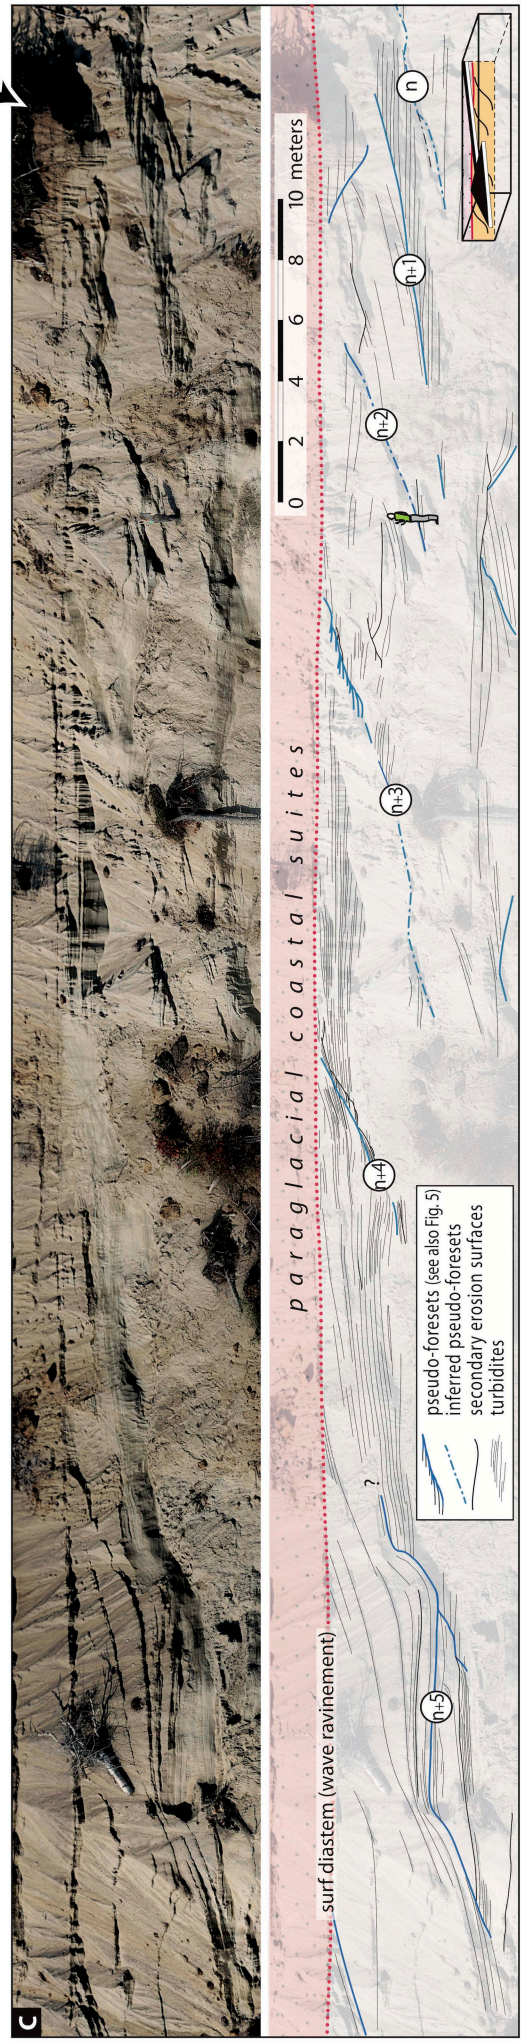 C
paraglacial coastal suites
0 2 4 6 8 10 meters
surf diastem (wave ravinement)
?
n+5
n+4
n+3
n+2
n+1
n
pseudo-foresets (see also Fig. 5)
inferred pseudo-foresets
secondary erosion surfaces
turbidites